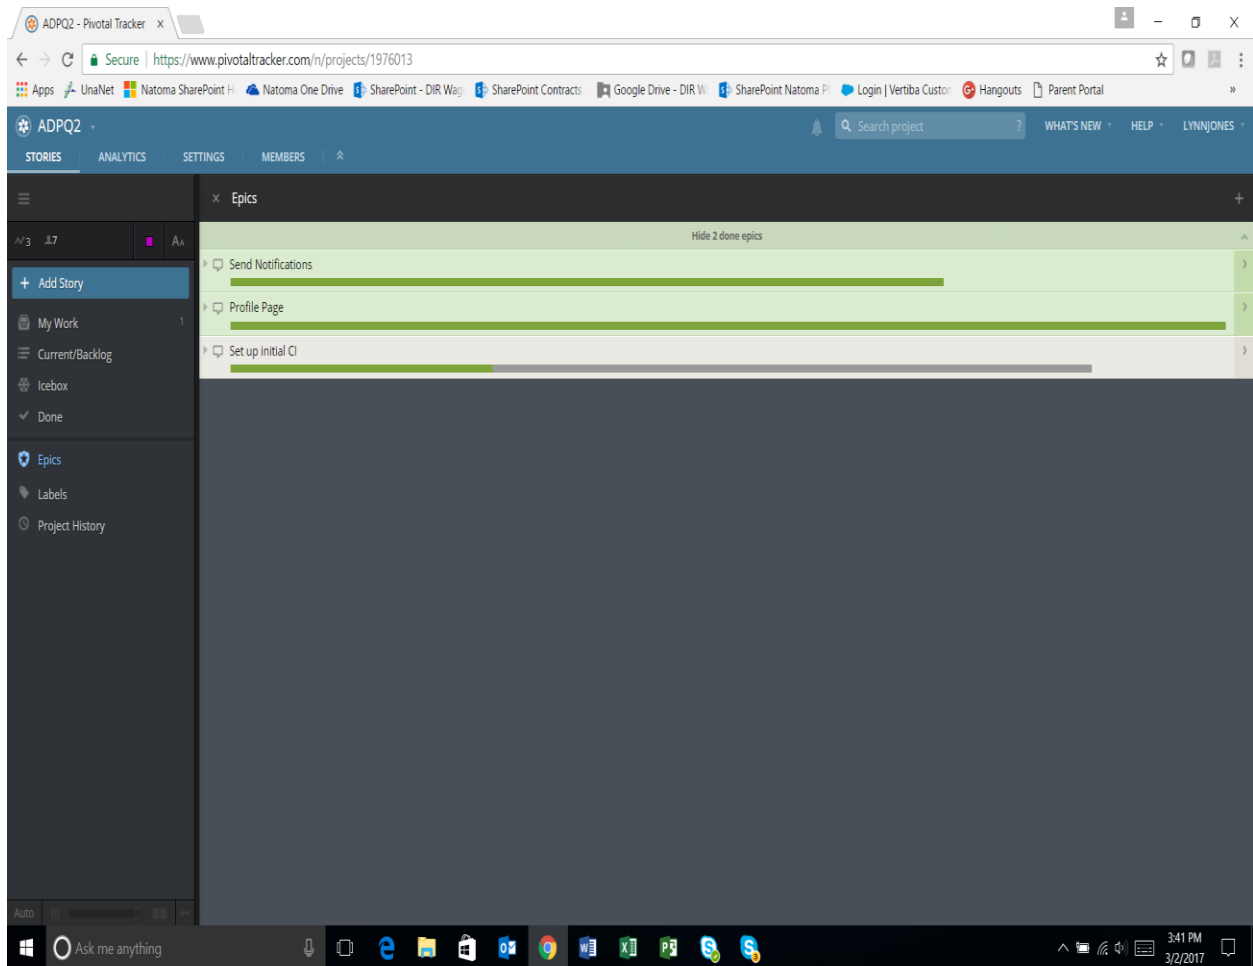 ADPQ2 - Pivotal Tracker
Secure https://www.pivotaltracker.com/n/projects/1976013
Apps UnaNet Natoma SharePoint H Natoma One Drive SharePoint - DIR Wag SharePoint Contracts Google Drive - DIR W SharePoint Natoma P Login | Vertiba Custon Hangouts Parent Portal »
ADPQ2 Search project ? WHAT'S NEW HELP LYNNJONES
STORIES ANALYTICS SETTINGS MEMBERS
x Epics +
3 7 AA
Hide 2 done epics
Send Notifications
+ Add Story
Profile Page
My Work 1
Set up initial CI
Current/Backlog
Icebox
Done
Epics
Labels
Project History
Auto
Ask me anything
3:41 PM
3/2/2017